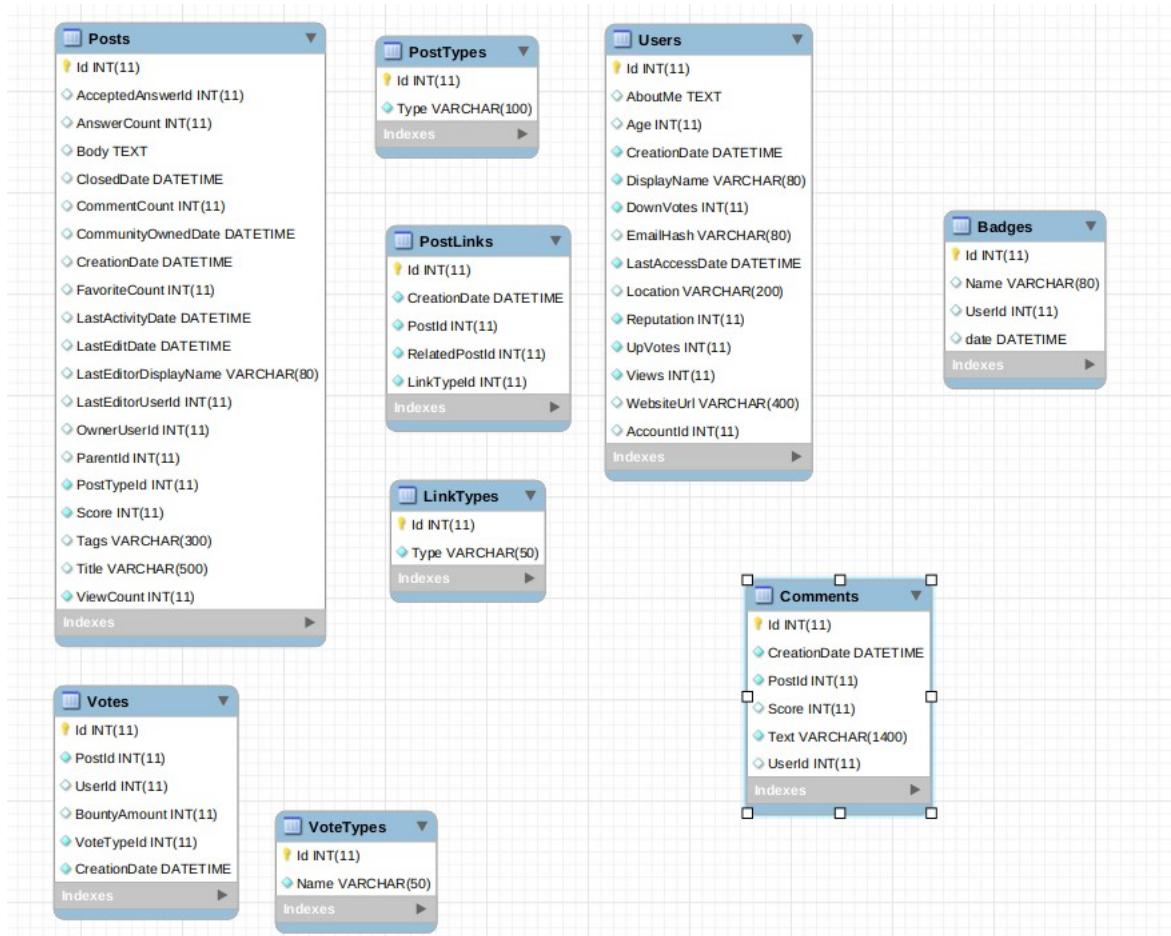 Posts
Id INT(11)
AcceptedAnswerId INT(11)
AnswerCount INT(11)
Body TEXT
ClosedDate DATETIME
CommentCount INT(11)
CommunityOwnedDate DATETIME
CreationDate DATETIME
FavoriteCount INT(11)
LastActivityDate DATETIME
LastEditDate DATETIME
LastEditorDisplayName VARCHAR(80)
LastEditorUserId INT(11)
OwnerUserId INT(11)
ParentId INT(11)
PostTypeId INT(11)
Score INT(11)
Tags VARCHAR(300)
Title VARCHAR(500)
ViewCount INT(11)
Indexes
PostTypes
Id INT(11)
Type VARCHAR(100)
Indexes
PostLinks
Id INT(11)
CreationDate DATETIME
PostId INT(11)
RelatedPostId INT(11)
LinkTypeId INT(11)
Indexes
LinkTypes
Id INT(11)
Type VARCHAR(50)
Indexes
Users
Id INT(11)
AboutMe TEXT
Age INT(11)
CreationDate DATETIME
DisplayName VARCHAR(80)
DownVotes INT(11)
EmailHash VARCHAR(80)
LastAccessDate DATETIME
Location VARCHAR(200)
Reputation INT(11)
UpVotes INT(11)
Views INT(11)
WebsiteUrl VARCHAR(400)
AccountId INT(11)
Indexes
Badges
Id INT(11)
Name VARCHAR(80)
UserId INT(11)
date DATETIME
Indexes
Comments
Id INT(11)
CreationDate DATETIME
PostId INT(11)
Score INT(11)
Text VARCHAR(1400)
UserId INT(11)
Indexes
Votes
Id INT(11)
PostId INT(11)
UserId INT(11)
BountyAmount INT(11)
VoteTypeId INT(11)
CreationDate DATETIME
Indexes
VoteTypes
Id INT(11)
Name VARCHAR(50)
Indexes